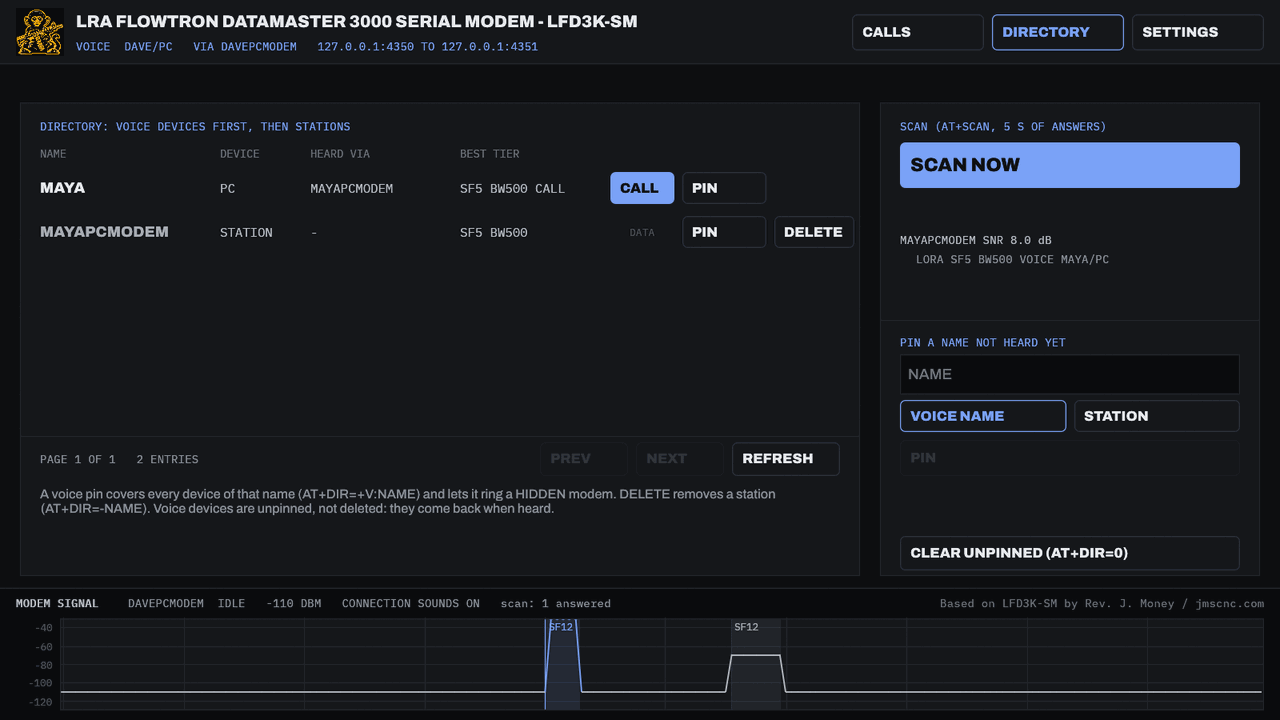 LRA FLOWTRON DATAMASTER 3000 SERIAL MODEM - LFD3K-SM
VOICE DAVE/PC VIA DAVEPCMODEM 127.0.0.1:4350 TO 127.0.0.1:4351
CALLS DIRECTORY SETTINGS
DIRECTORY: VOICE DEVICES FIRST, THEN STATIONS
NAME DEVICE HEARD VIA BEST TIER
MAYA PC MAYAPCMODEM SF5 BW500 CALL CALL PIN
MAYAPCMODEM STATION - SF5 BW500 DATA PIN DELETE
PAGE 1 OF 1 2 ENTRIES PREV NEXT REFRESH
A voice pin covers every device of that name (AT+DIR=+V:NAME) and lets it ring a HIDDEN modem. DELETE removes a station
(AT+DIR=-NAME). Voice devices are unpinned, not deleted: they come back when heard.
SCAN (AT+SCAN, 5 S OF ANSWERS)
SCAN NOW
MAYAPCMODEM SNR 8.0 dB
LORA SF5 BW500 VOICE MAYA/PC
PIN A NAME NOT HEARD YET
NAME
VOICE NAME STATION
PIN
CLEAR UNPINNED (AT+DIR=0)
MODEM SIGNAL DAVEPCMODEM IDLE -110 DBM CONNECTION SOUNDS ON scan: 1 answered Based on LFD3K-SM by Rev. J. Money / jmscnc.com
-40
-60
-80
-100
-120
SF12 SF12